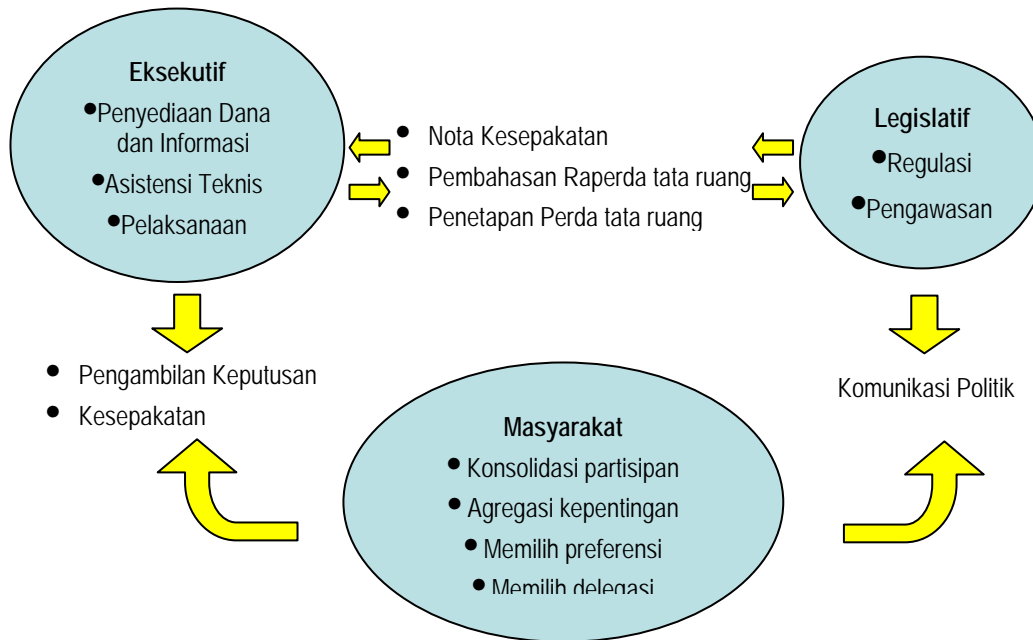 Eksekutif
●Penyediaan Dana
dan Informasi
●Asistensi Teknis
●Pelaksanaan
● Nota Kesepakatan
● Pembahasan Raperda tata ruang
● Penetapan Perda tata ruang
Legislatif
●Regulasi
●Pengawasan
● Pengambilan Keputusan
● Kesepakatan
Komunikasi Politik
Masyarakat
● Konsolidasi partisipan
● Agregasi kepentingan
● Memilih preferensi
● Memilih delegasi